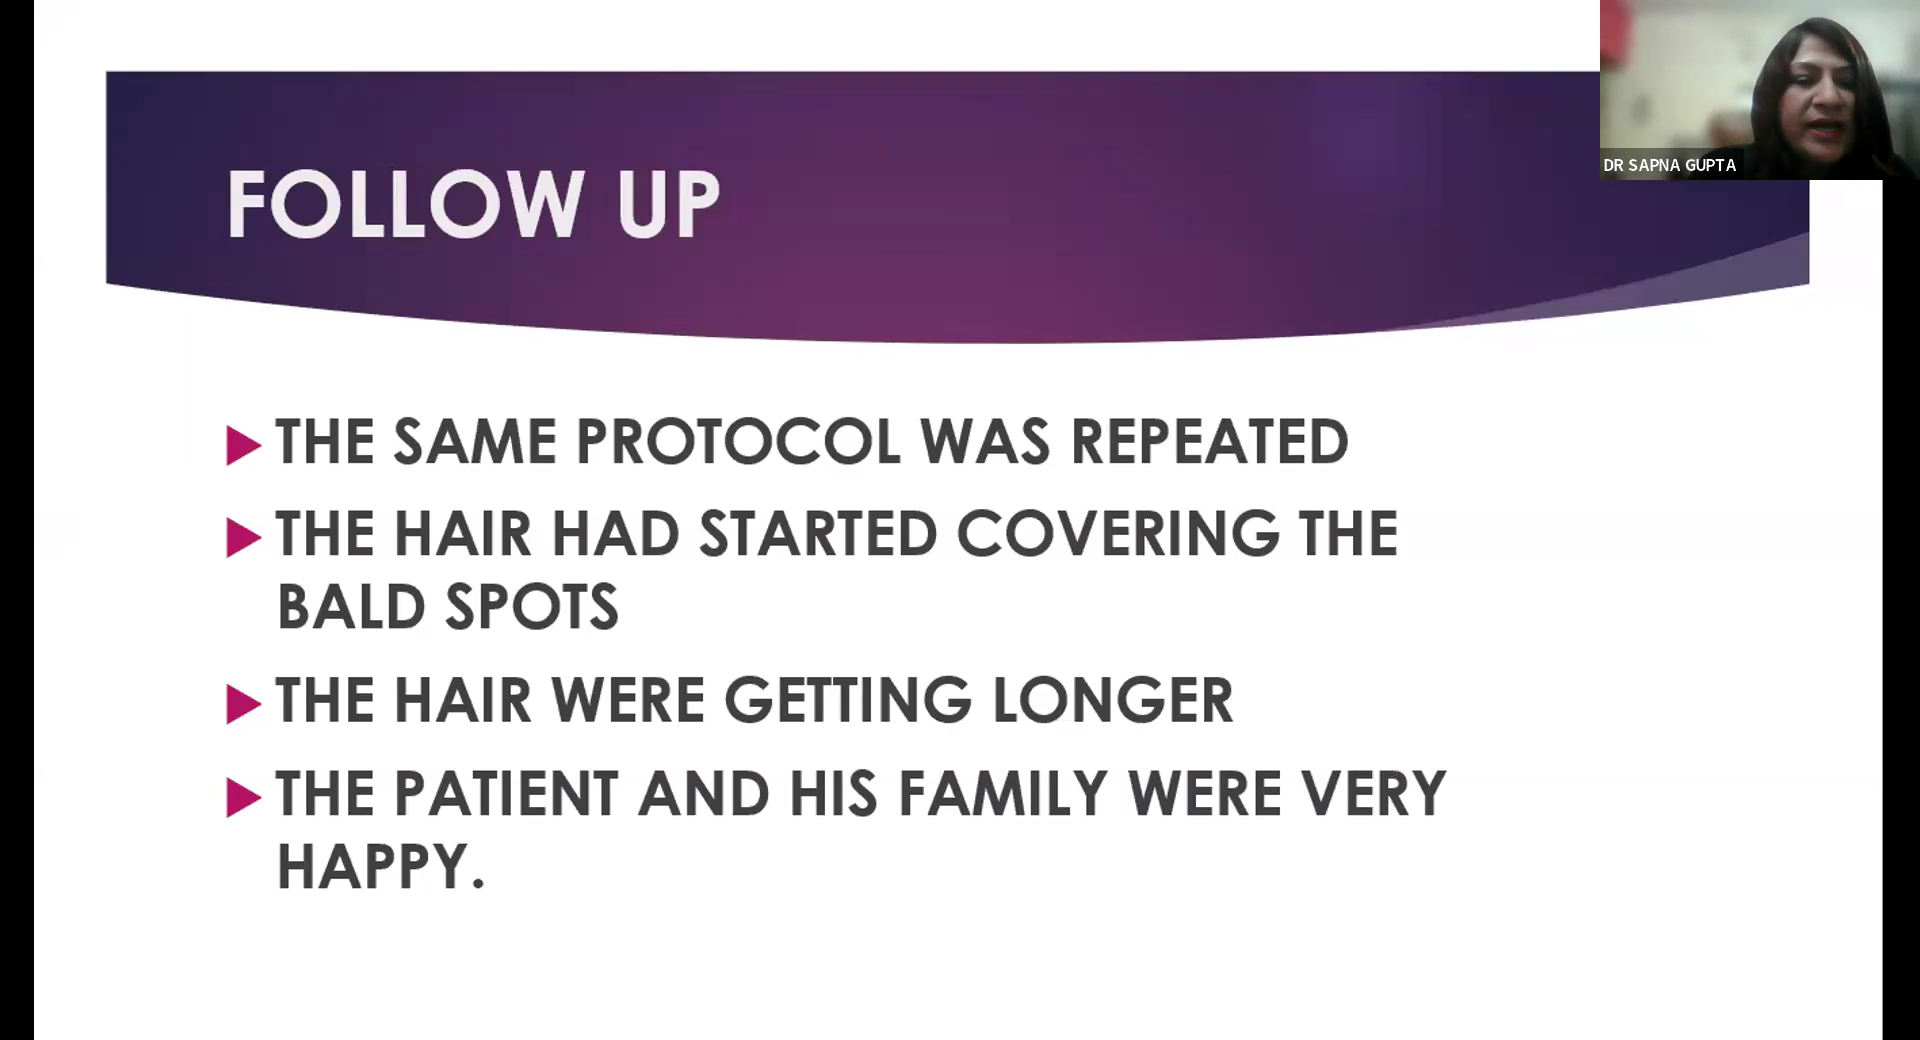 DR SAPNA GUPTA
FOLLOW UP
THE SAME PROTOCOL WAS REPEATED
THE HAIR HAD STARTED COVERING THE
BALD SPOTS
THE HAIR WERE GETTING LONGER
THE PATIENT AND HIS FAMILY WERE VERY
HAPPY.